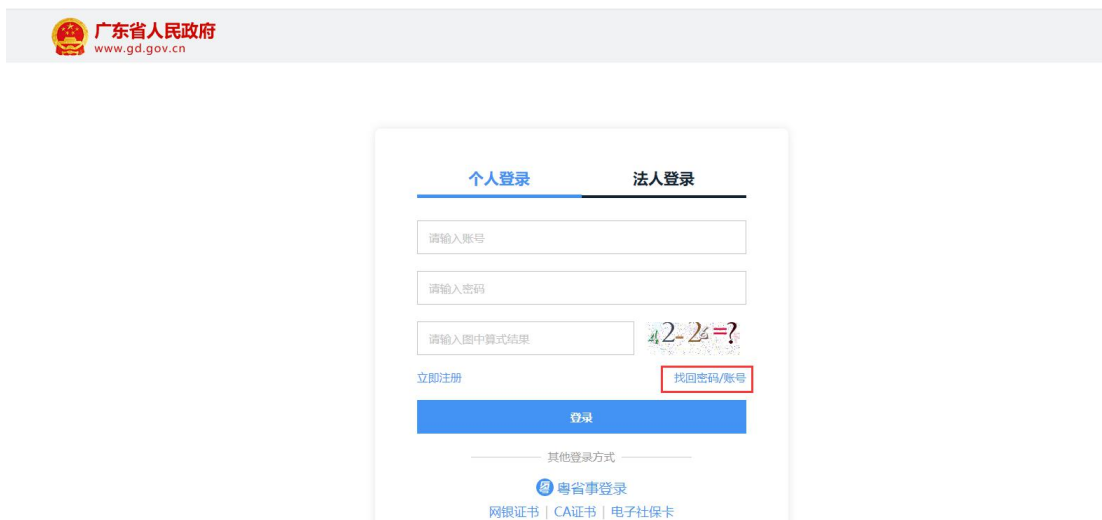 广东省人民政府
www.gd.gov.cn
个人登录 法人登录
请输入账号
请输入密码
请输入图中算式结果 42-26=?
立即注册 找回密码/账号
登录
其他登录方式
粤省事登录
网银证书 | CA证书 | 电子社保卡